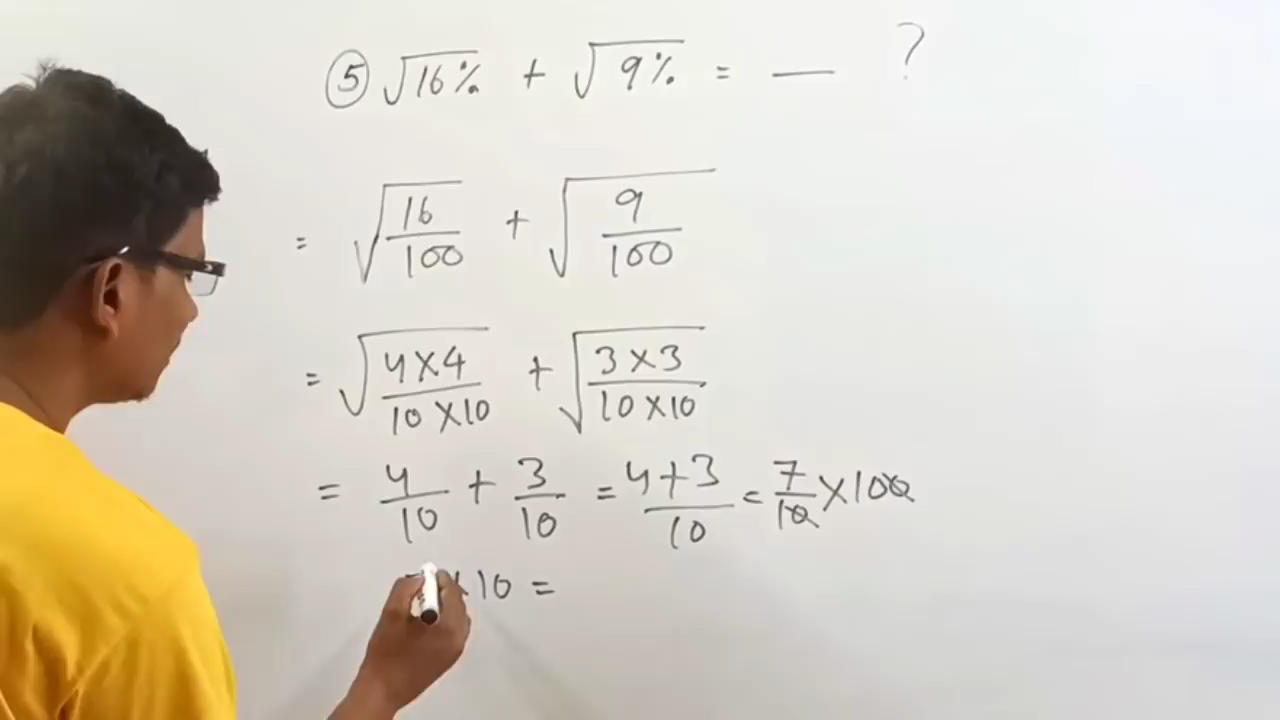 ⑤ √16% + √9% = __ ?
= √(16/100) + √(9/100)
= √((4×4)/(10×10)) + √((3×3)/(10×10))
= 4/10 + 3/10 = (4+3)/10 = 7/10 ×100
×10 =